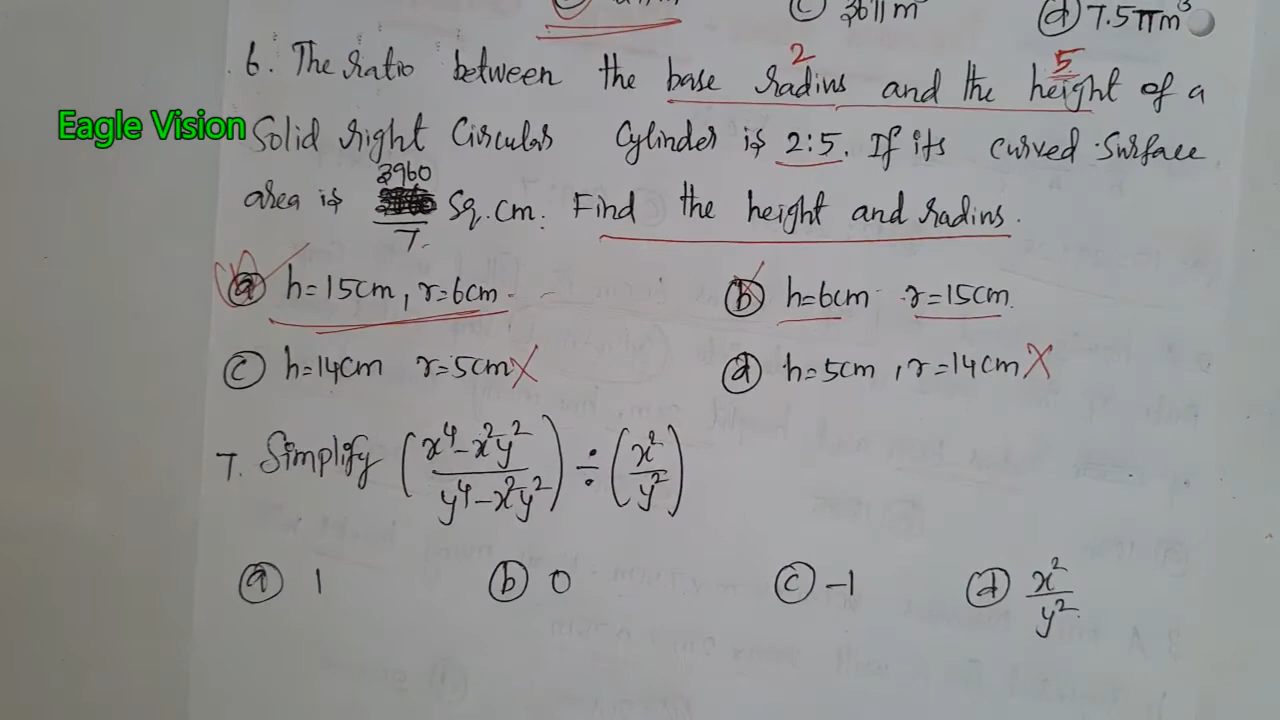 ⓒ 36πm³ ⓓ 7.5πm³
6. The ratio between the base radius and the height of a
2 5
Eagle Vision
Solid right Circular Cylinder is 2:5. If its curved surface
area is 3960/7 Sq.cm. Find the height and radius.
ⓐ h=15cm, r=6cm ⓑ h=6cm r=15cm
ⓒ h=14cm r=5cm X ⓓ h=5cm, r=14cm X
7. Simplify (x⁴-x²y²/y⁴-x²y²) ÷ (x²/y²)
ⓐ 1 ⓑ 0 ⓒ -1 ⓓ x²/y²